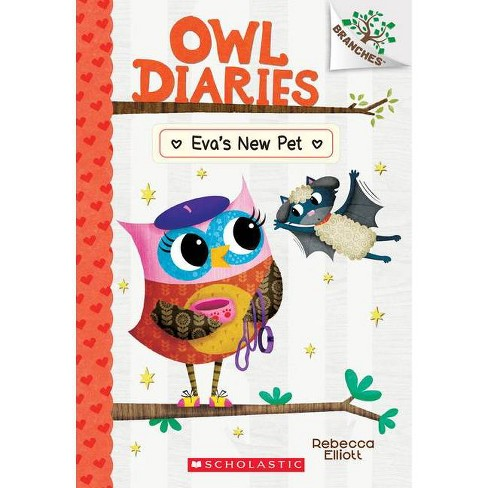 BRANCHES
OWL
DIARIES
Eva's New Pet
Rebecca
Elliott
SCHOLASTIC